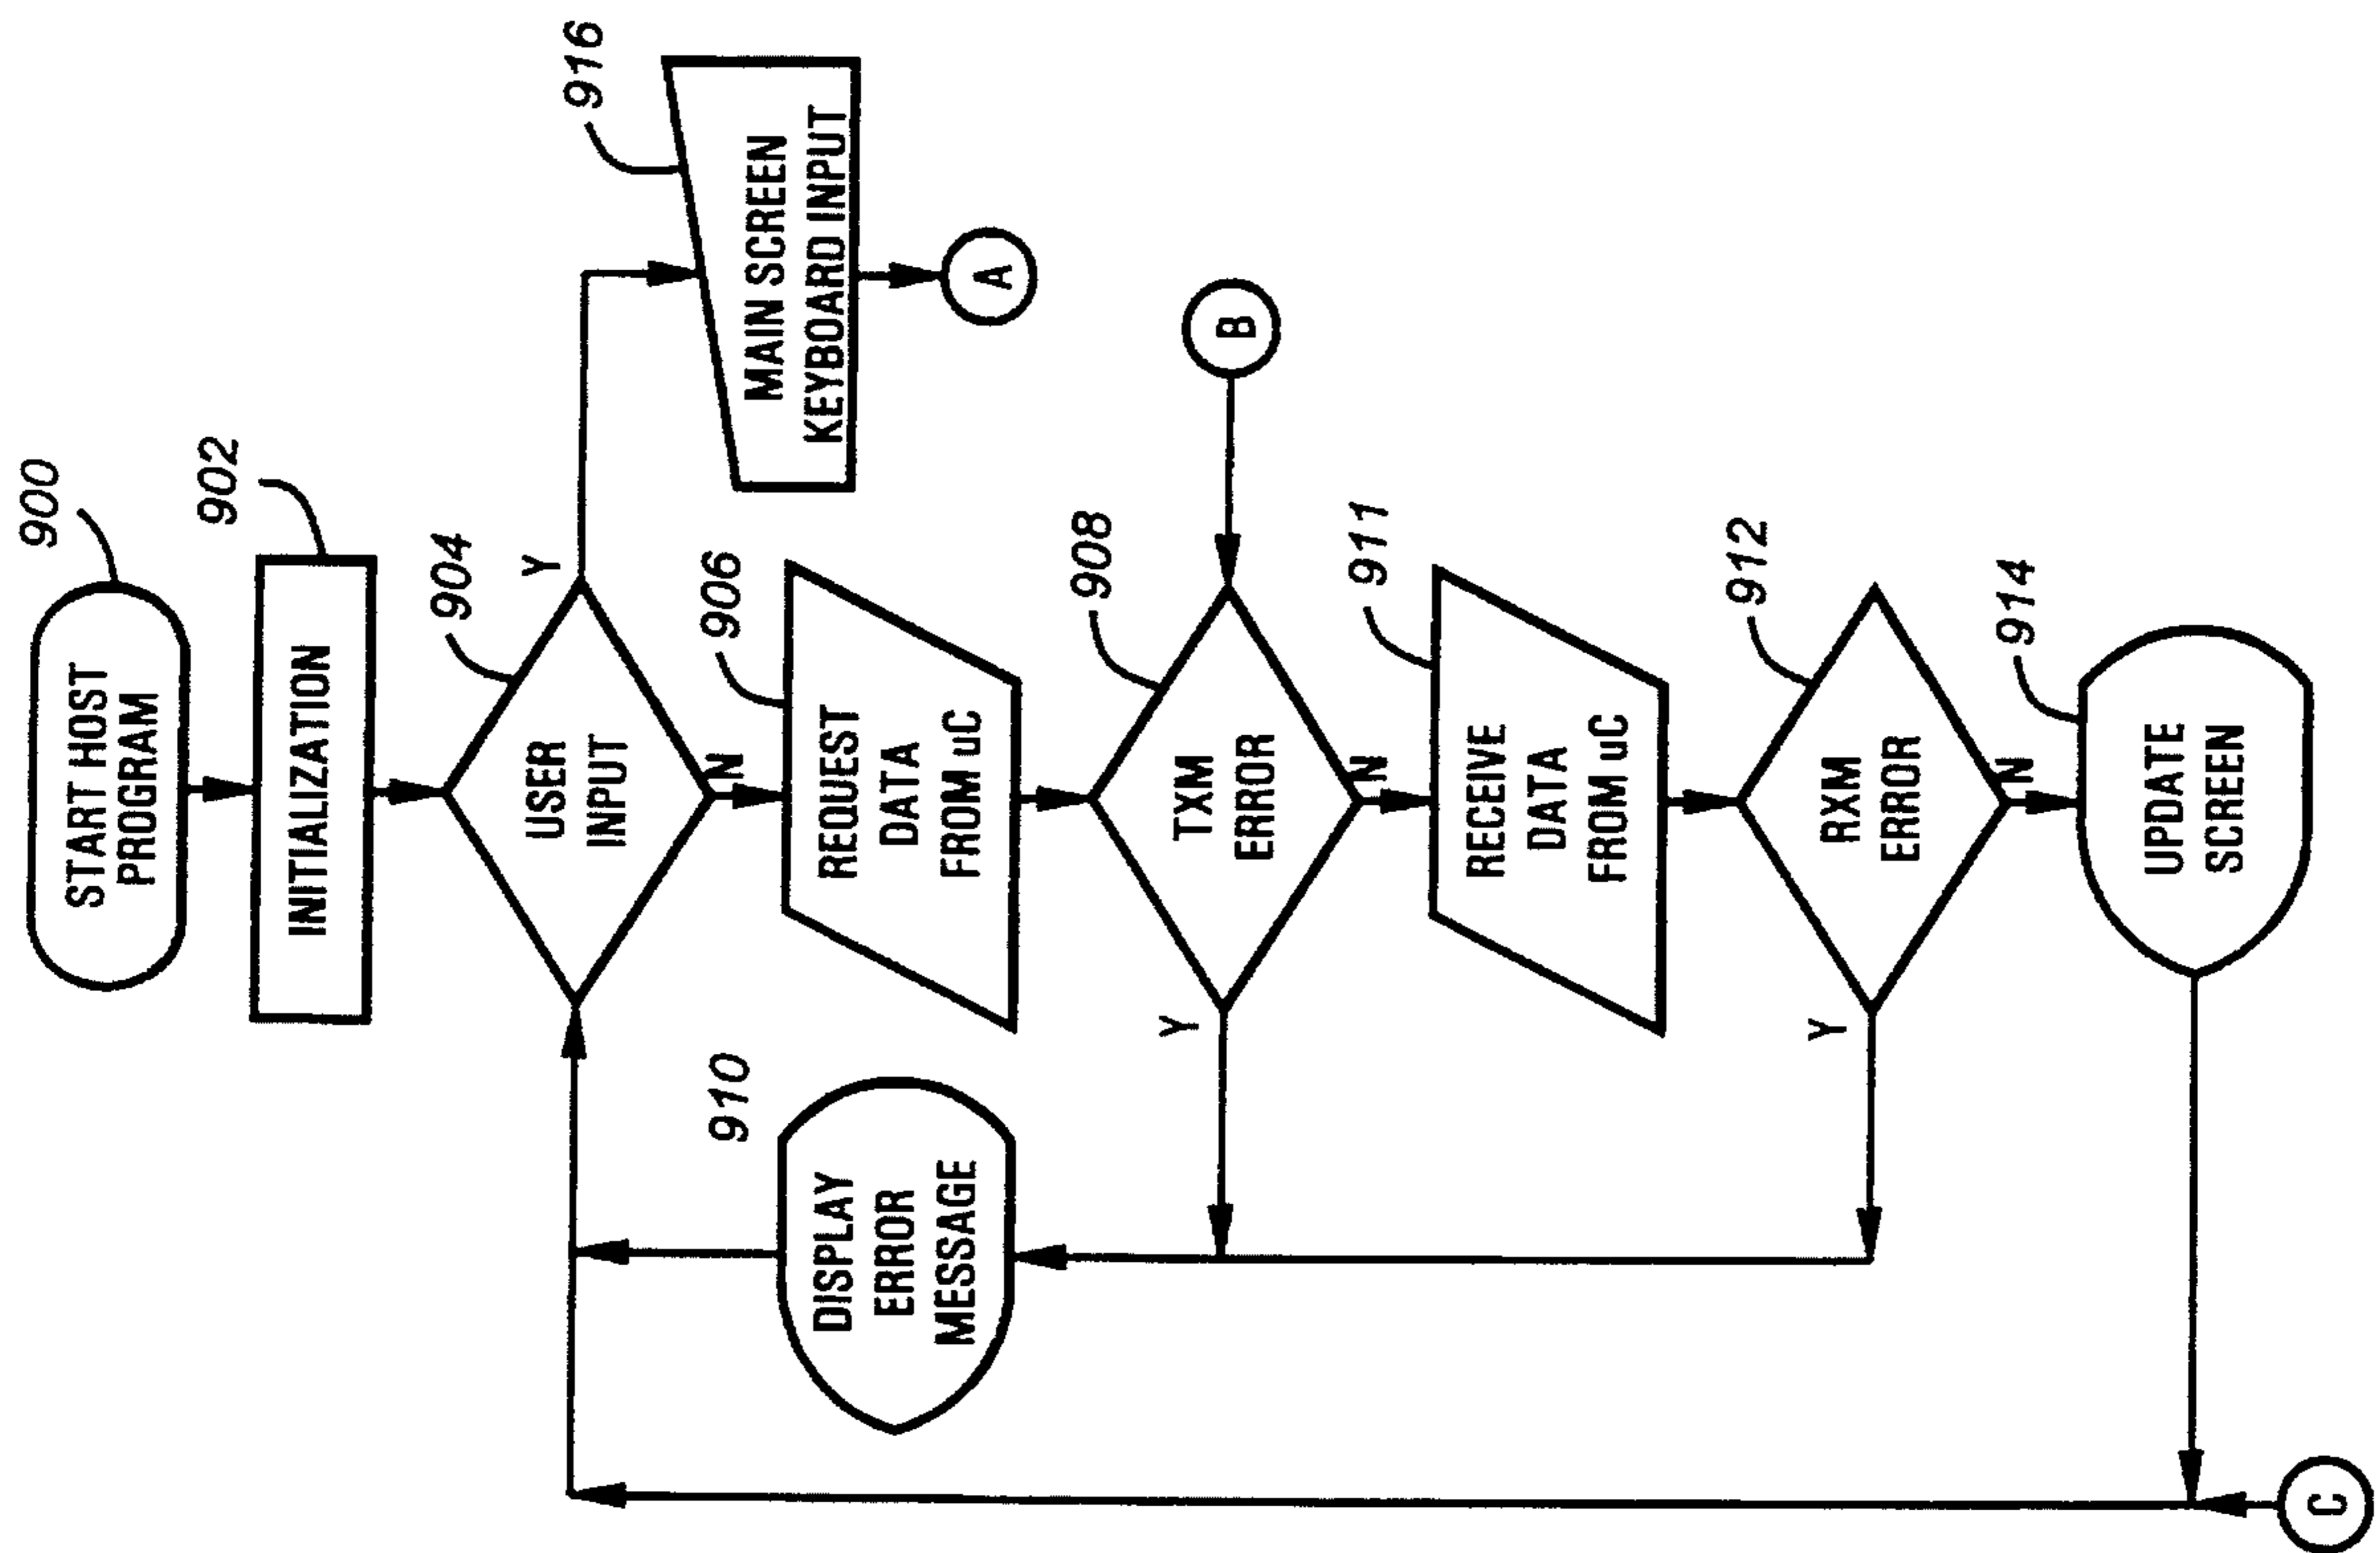 900
START HOST
PROGRAM
902
INITIALIZATION
904
USER
INPUT
Y
N
916
MAIN SCREEN
KEYBOARD INPUT
A
906
REQUEST
DATA
FROM uC
910
DISPLAY
ERROR
MESSAGE
908
TXM
ERROR
Y
N
B
911
RECEIVE
DATA
FROM uC
912
RXM
ERROR
Y
N
914
UPDATE
SCREEN
C